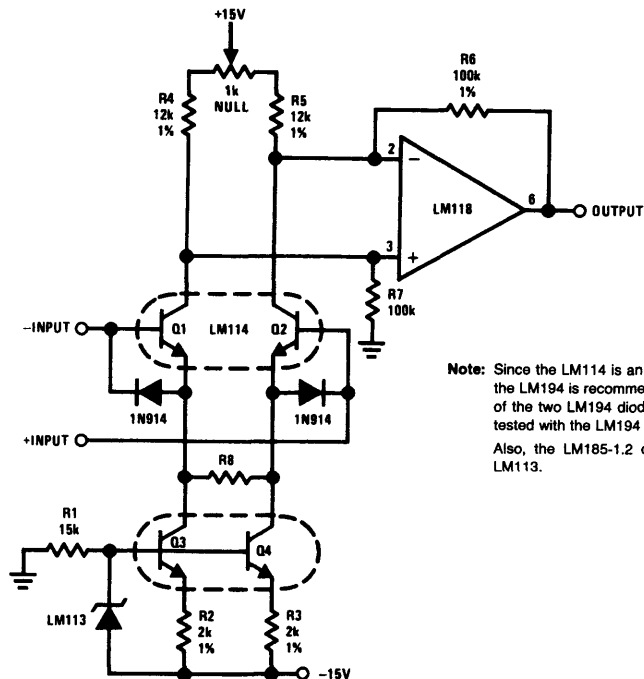 +15V
1k
NULL
R4
12k
1%
R5
12k
1%
R6
100k
1%
2
−
LM118
6
OUTPUT
3
+
R7
100k
−INPUT
Q1
LM114
Q2
1N914
1N914
+INPUT
Note: Since the LM114 is an
the LM194 is recomme
of the two LM194 diod
tested with the LM194
Also, the LM185-1.2 c
LM113.
R8
R1
15k
Q3
Q4
LM113
R2
2k
1%
R3
2k
1%
−15V